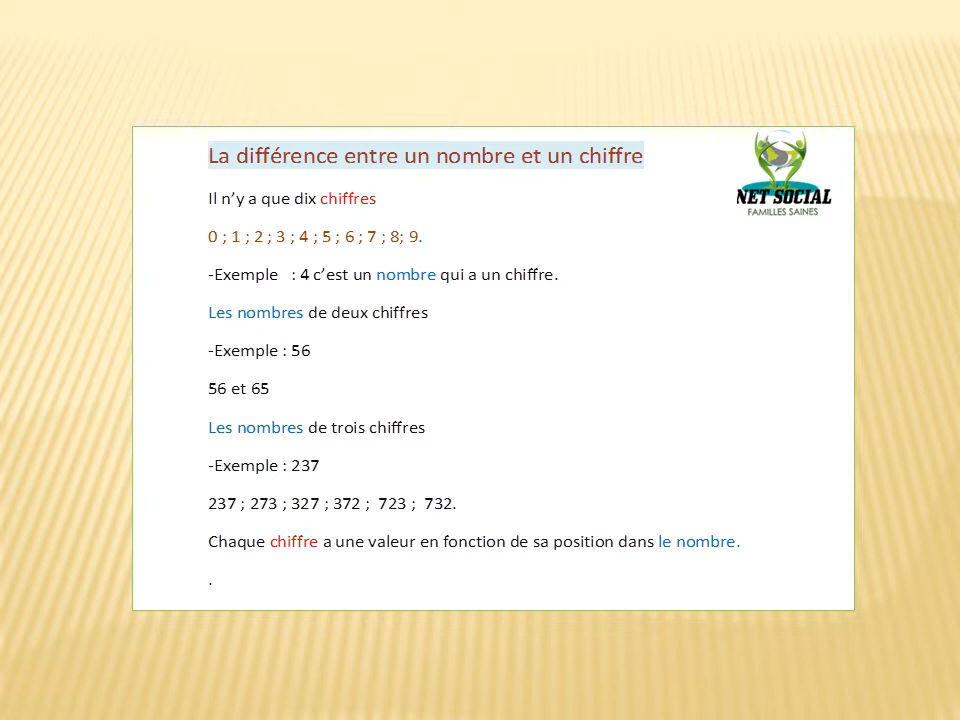 La différence entre un nombre et un chiffre
NET SOCIAL
FAMILLES SAINES
Il n’y a que dix chiffres
0 ; 1 ; 2 ; 3 ; 4 ; 5 ; 6 ; 7 ; 8; 9.
-Exemple   : 4 c’est un nombre qui a un chiffre.
Les nombres de deux chiffres
-Exemple : 56
56 et 65
Les nombres de trois chiffres
-Exemple : 237
237 ; 273 ; 327 ; 372 ;  723 ;  732.
Chaque chiffre a une valeur en fonction de sa position dans le nombre.
.